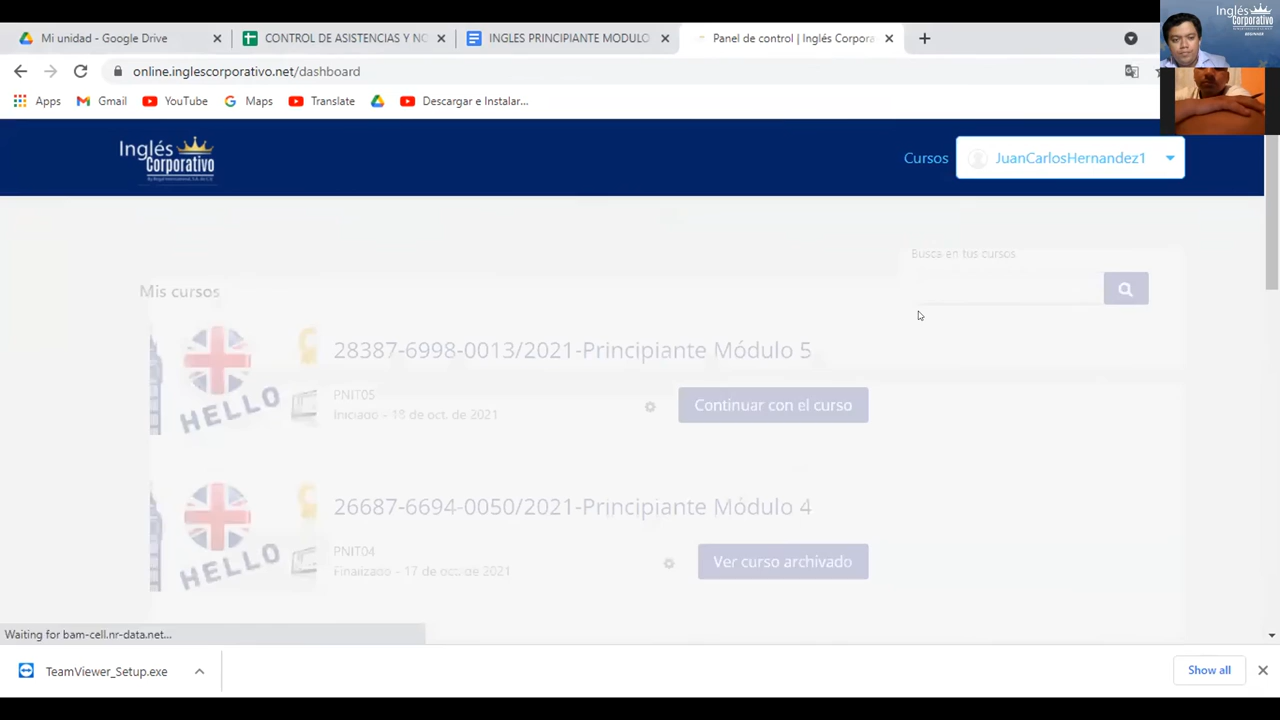 Mi unidad - Google Drive
CONTROL DE ASISTENCIAS Y NO
INGLES PRINCIPIANTE MODULO
Panel de control | Inglés Corpora
online.inglescorporativo.net/dashboard
Apps
Gmail
YouTube
Maps
Translate
Descargar e Instalar...
Inglés
Corporativo
BEGINNER
Inglés
Corporativo
Cursos
JuanCarlosHernandez1
Busca en tus cursos
Mis cursos
28387-6998-0013/2021-Principiante Módulo 5
HELLO
PNIT05
Iniciado - 18 de oct. de 2021
Continuar con el curso
26687-6694-0050/2021-Principiante Módulo 4
HELLO
PNIT04
Finalizado - 17 de oct. de 2021
Ver curso archivado
Waiting for bam-cell.nr-data.net...
TeamViewer_Setup.exe
Show all